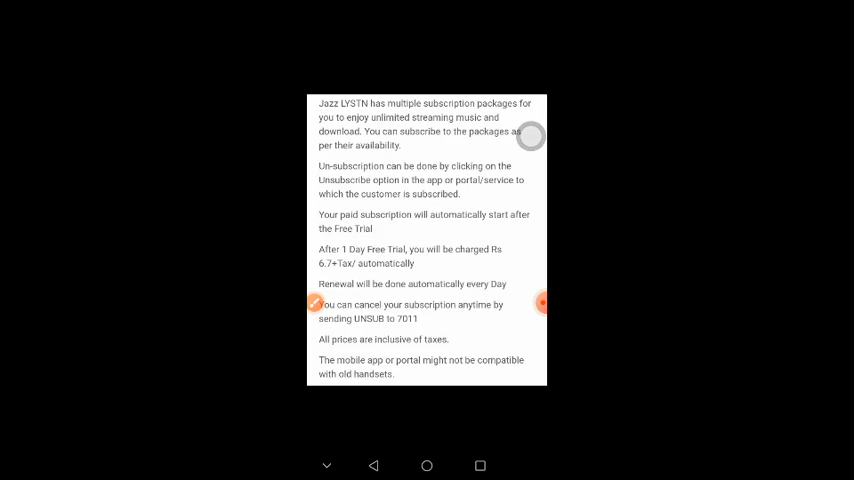 Jazz LYSTN has multiple subscription packages for
you to enjoy unlimited streaming music and
download. You can subscribe to the packages as
per their availability.
Un-subscription can be done by clicking on the
Unsubscribe option in the app or portal/service to
which the customer is subscribed.
Your paid subscription will automatically start after
the Free Trial
After 1 Day Free Trial, you will be charged Rs
6.7+Tax/ automatically
Renewal will be done automatically every Day
You can cancel your subscription anytime by
sending UNSUB to 7011
All prices are inclusive of taxes.
The mobile app or portal might not be compatible
with old handsets.